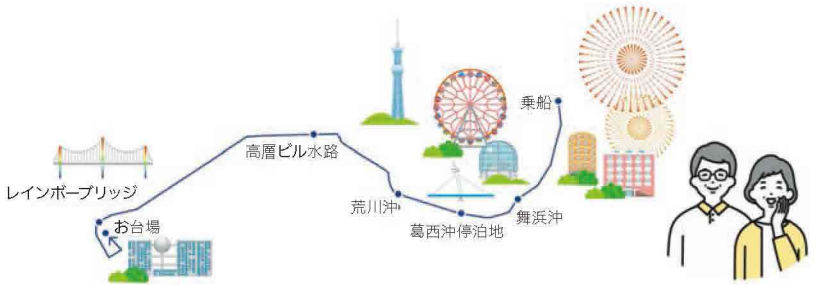 乗船
高層ビル水路
レインボーブリッジ
荒川沖
舞浜沖
お台場
葛西沖停泊地